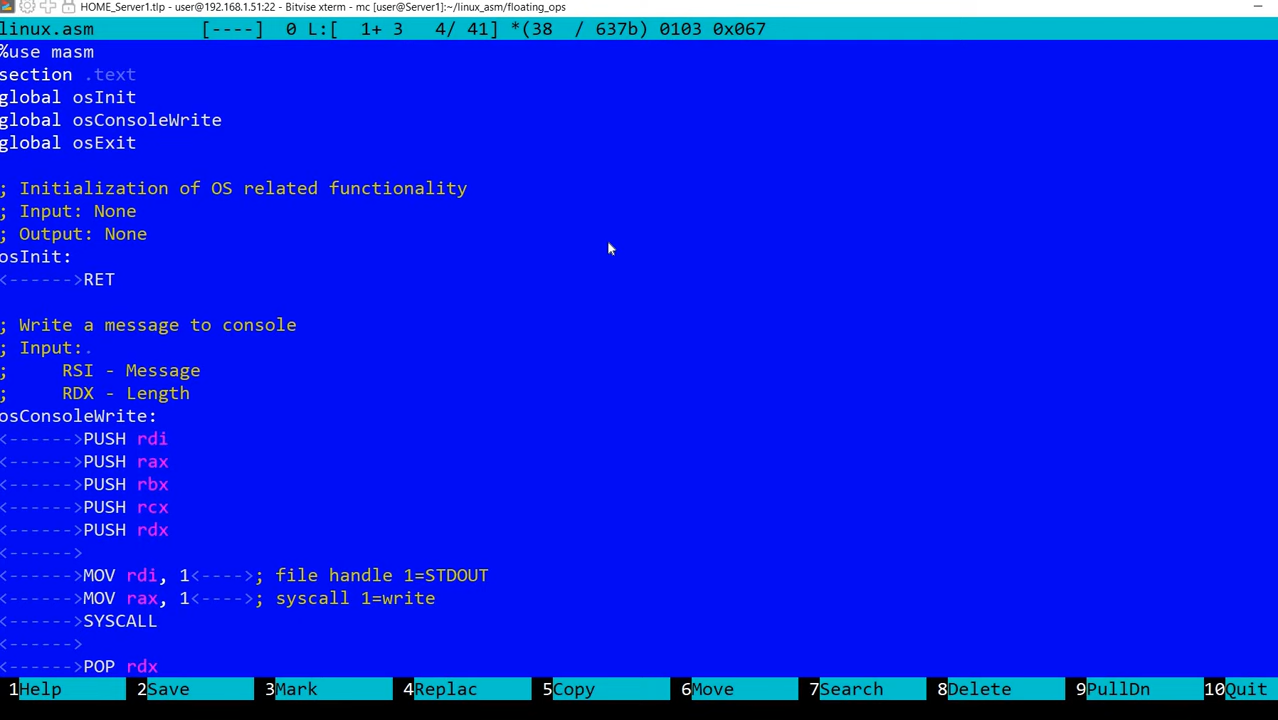 HOME_Server1.tlp - user@192.168.1.51:22 - Bitvise xterm - mc [user@Server1]:~/linux_asm/floating_ops
linux.asm [----] 0 L:[ 1+ 3 4/ 41] *(38 / 637b) 0103 0x067
%use masm
section .text
global osInit
global osConsoleWrite
global osExit
; Initialization of OS related functionality
; Input: None
; Output: None
osInit:
<------>RET
; Write a message to console
; Input:.
; RSI - Message
; RDX - Length
osConsoleWrite:
<------>PUSH rdi
<------>PUSH rax
<------>PUSH rbx
<------>PUSH rcx
<------>PUSH rdx
<------>
<------>MOV rdi, 1<---->; file handle 1=STDOUT
<------>MOV rax, 1<---->; syscall 1=write
<------>SYSCALL
<------>
<------>POP rdx
1Help 2Save 3Mark 4Replac 5Copy 6Move 7Search 8Delete 9PullDn 10Quit